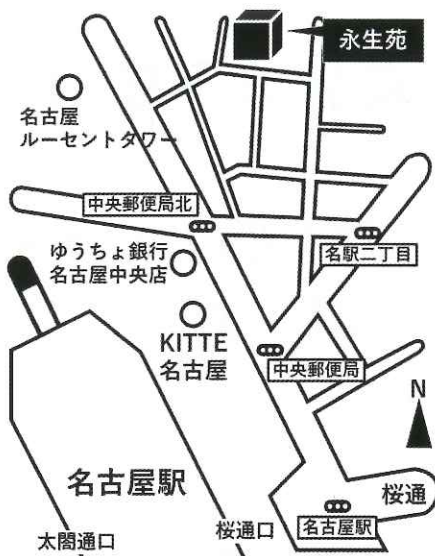 永生苑
名古屋
ルーセントタワー
中央郵便局北
ゆうちょ銀行
名古屋中央店
名駅二丁目
KITTE
名古屋
中央郵便局
N
名古屋駅
桜通
名古屋駅
太閤通口
桜通口